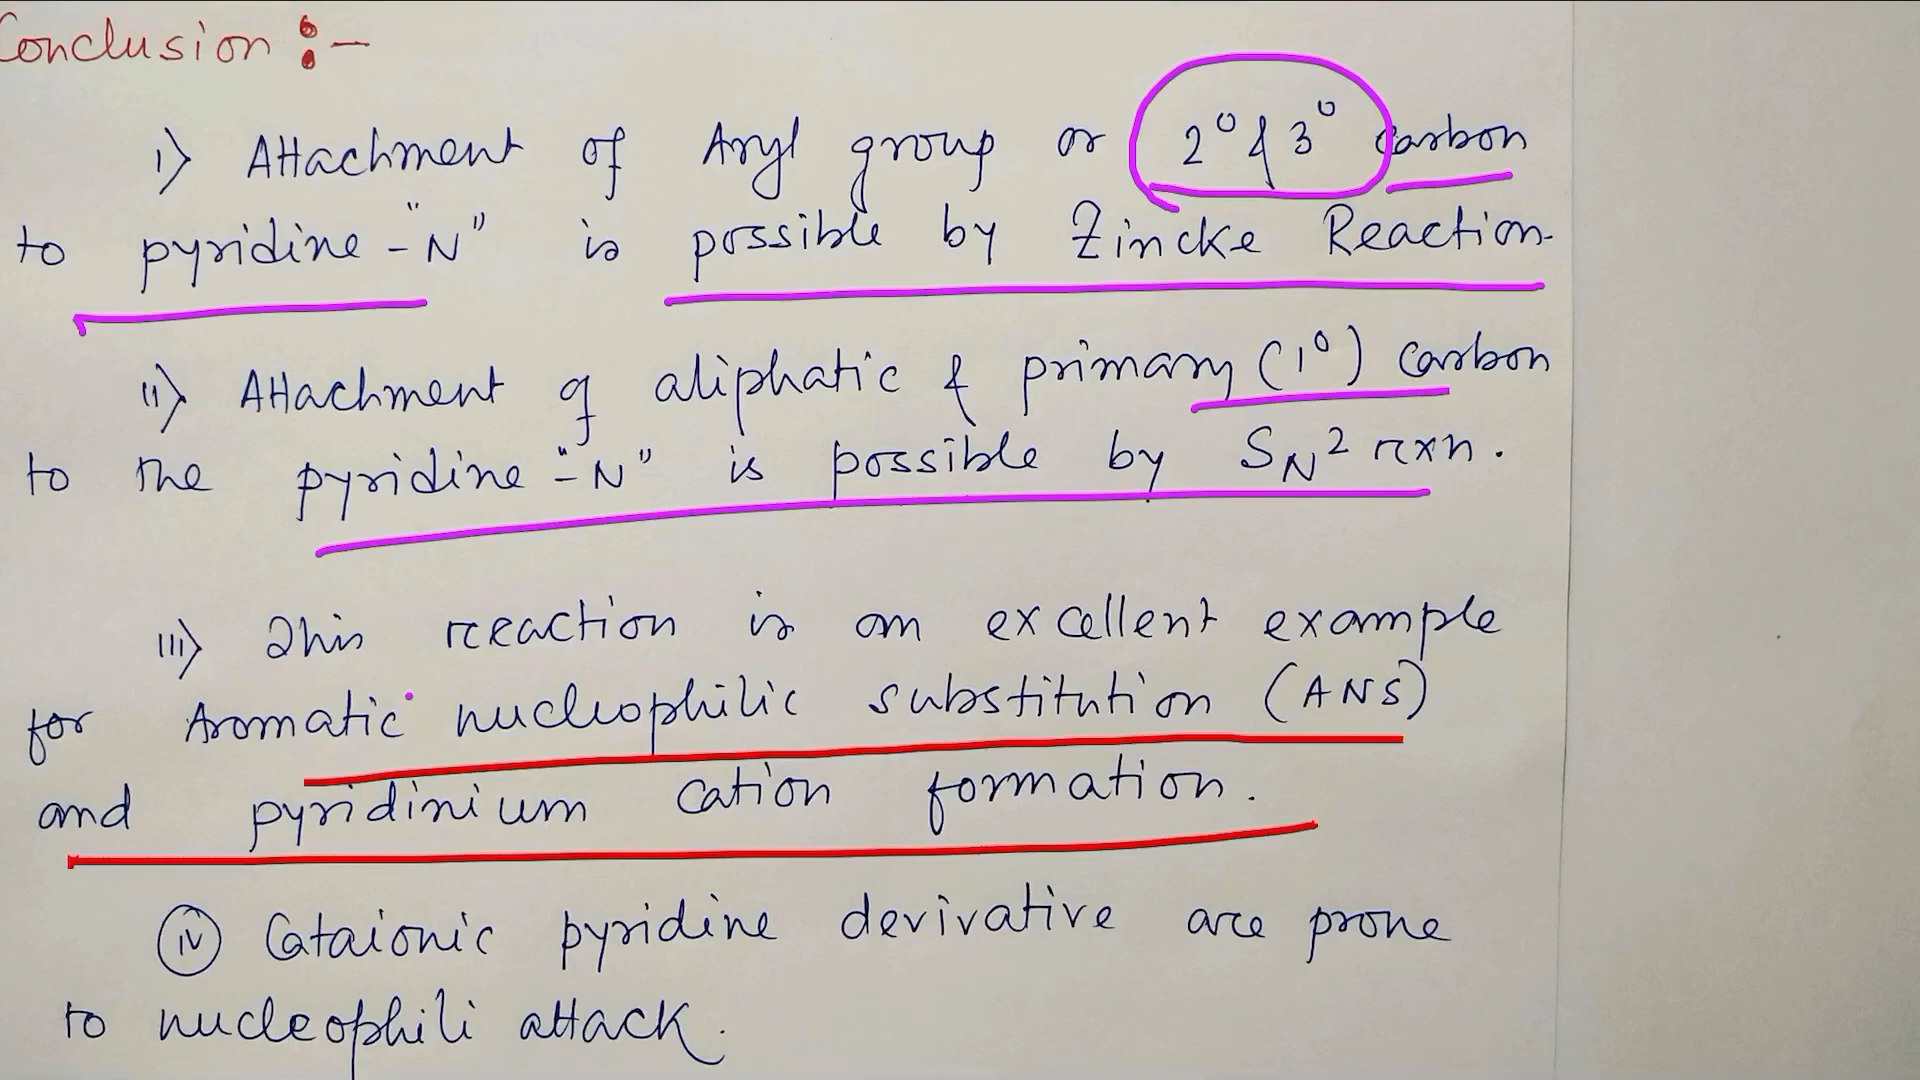 Conclusion :-
i) Attachment of Aryl group or 2° & 3° carbon
to pyridine - "N" is possible by Zincke Reaction.
ii) Attachment of aliphatic & primary (1°) carbon
to the pyridine - "N" is possible by SN2 rxn.
iii) This reaction is an excellent example
for Aromatic nucleophilic substitution (ANS)
and pyridinium cation formation.
iv) Cataionic pyridine derivative are prone
to nucleophili attack.